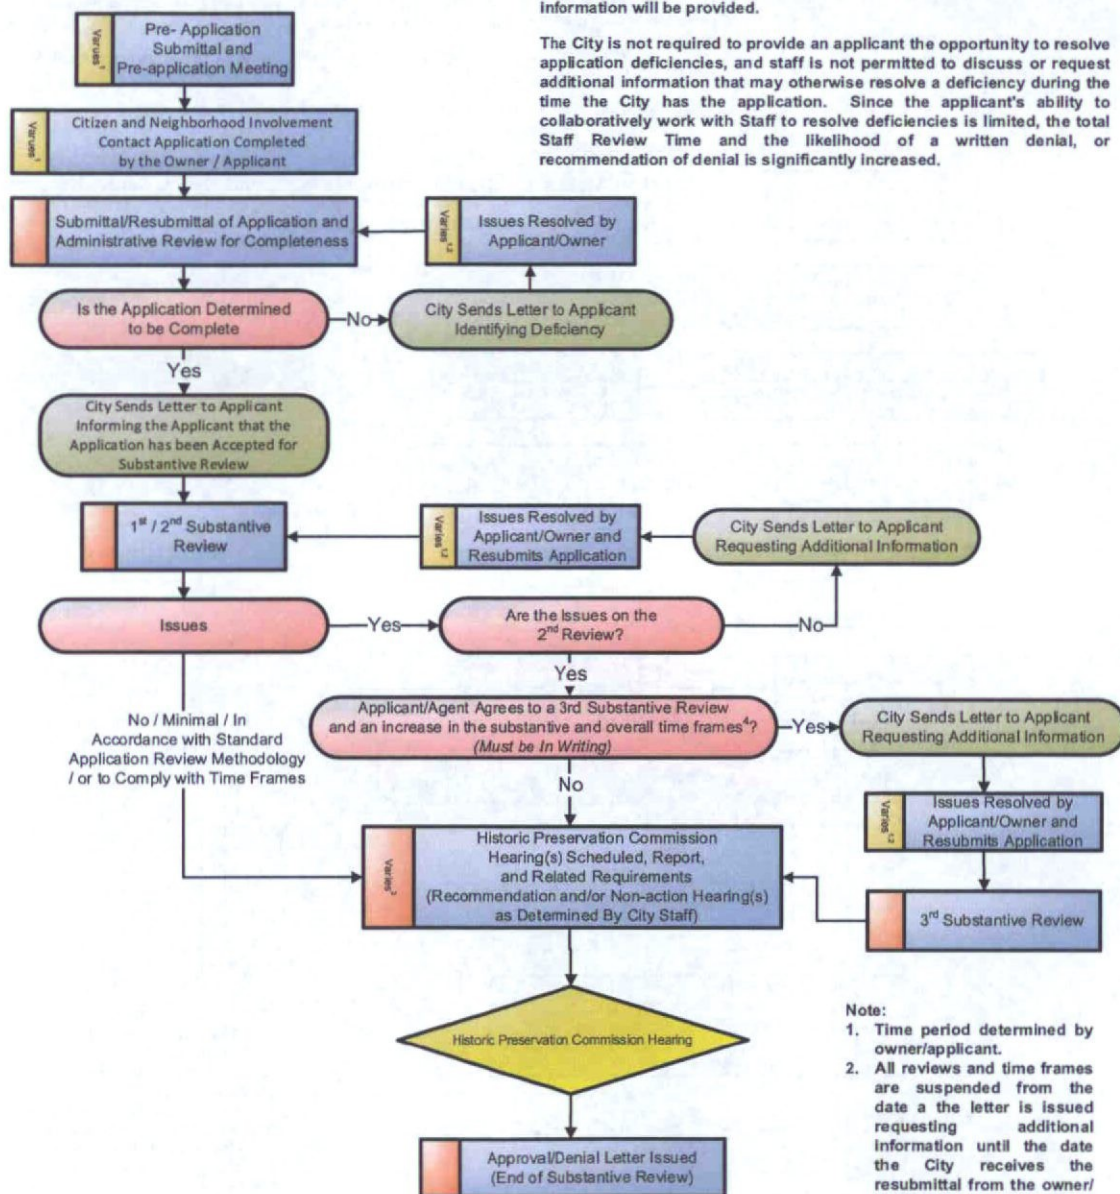 information will be provided.
The City is not required to provide an applicant the opportunity to resolve
application deficiencies, and staff is not permitted to discuss or request
additional information that may otherwise resolve a deficiency during the
time the City has the application. Since the applicant's ability to
collaboratively work with Staff to resolve deficiencies is limited, the total
Staff Review Time and the likelihood of a written denial, or
recommendation of denial is significantly increased.
Varues¹
Pre- Application
Submittal and
Pre-application Meeting
Varues¹
Citizen and Neighborhood Involvement
Contact Application Completed
by the Owner / Applicant
Submittal/Resubmittal of Application and
Administrative Review for Completeness
Varies¹,²
Issues Resolved by
Applicant/Owner
Is the Application Determined
to be Complete
No
City Sends Letter to Applicant
Identifying Deficiency
Yes
City Sends Letter to Applicant
Informing the Applicant that the
Application has been Accepted for
Substantive Review
1st / 2nd Substantive
Review
Varies¹,²
Issues Resolved by
Applicant/Owner and
Resubmits Application
City Sends Letter to Applicant
Requesting Additional Information
Issues
Yes
Are the Issues on the
2nd Review?
No
Yes
No / Minimal / In
Accordance with Standard
Application Review Methodology
/ or to Comply with Time Frames
Applicant/Agent Agrees to a 3rd Substantive Review
and an increase in the substantive and overall time frames⁴?
(Must be In Writing)
Yes
City Sends Letter to Applicant
Requesting Additional Information
No
Varies¹,²
Issues Resolved by
Applicant/Owner and
Resubmits Application
Varies³
Historic Preservation Commission
Hearing(s) Scheduled, Report,
and Related Requirements
(Recommendation and/or Non-action Hearing(s)
as Determined By City Staff)
3rd Substantive Review
Historic Preservation Commission Hearing
Approval/Denial Letter Issued
(End of Substantive Review)
Note:
1. Time period determined by
owner/applicant.
2. All reviews and time frames
are suspended from the
date a the letter is issued
requesting additional
information until the date
the City receives the
resubmittal from the owner/